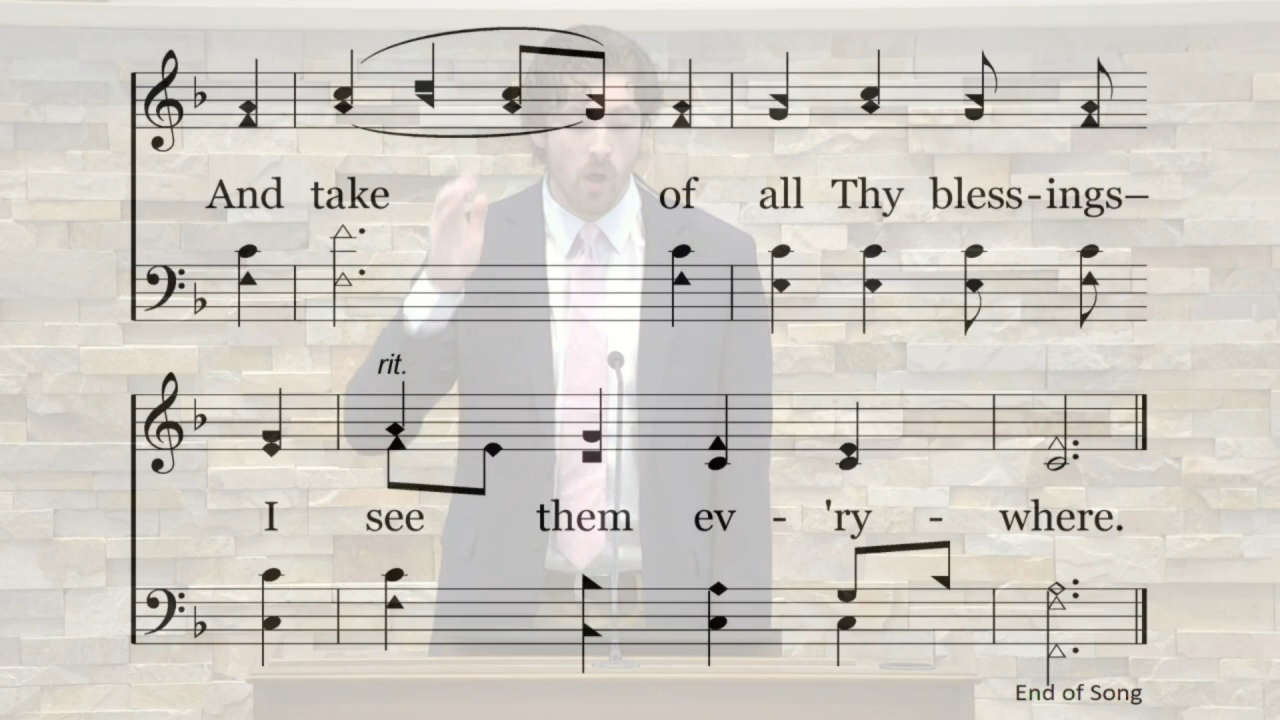 And take of all Thy bless-ings–
rit.
I see them ev - 'ry - where.
End of Song